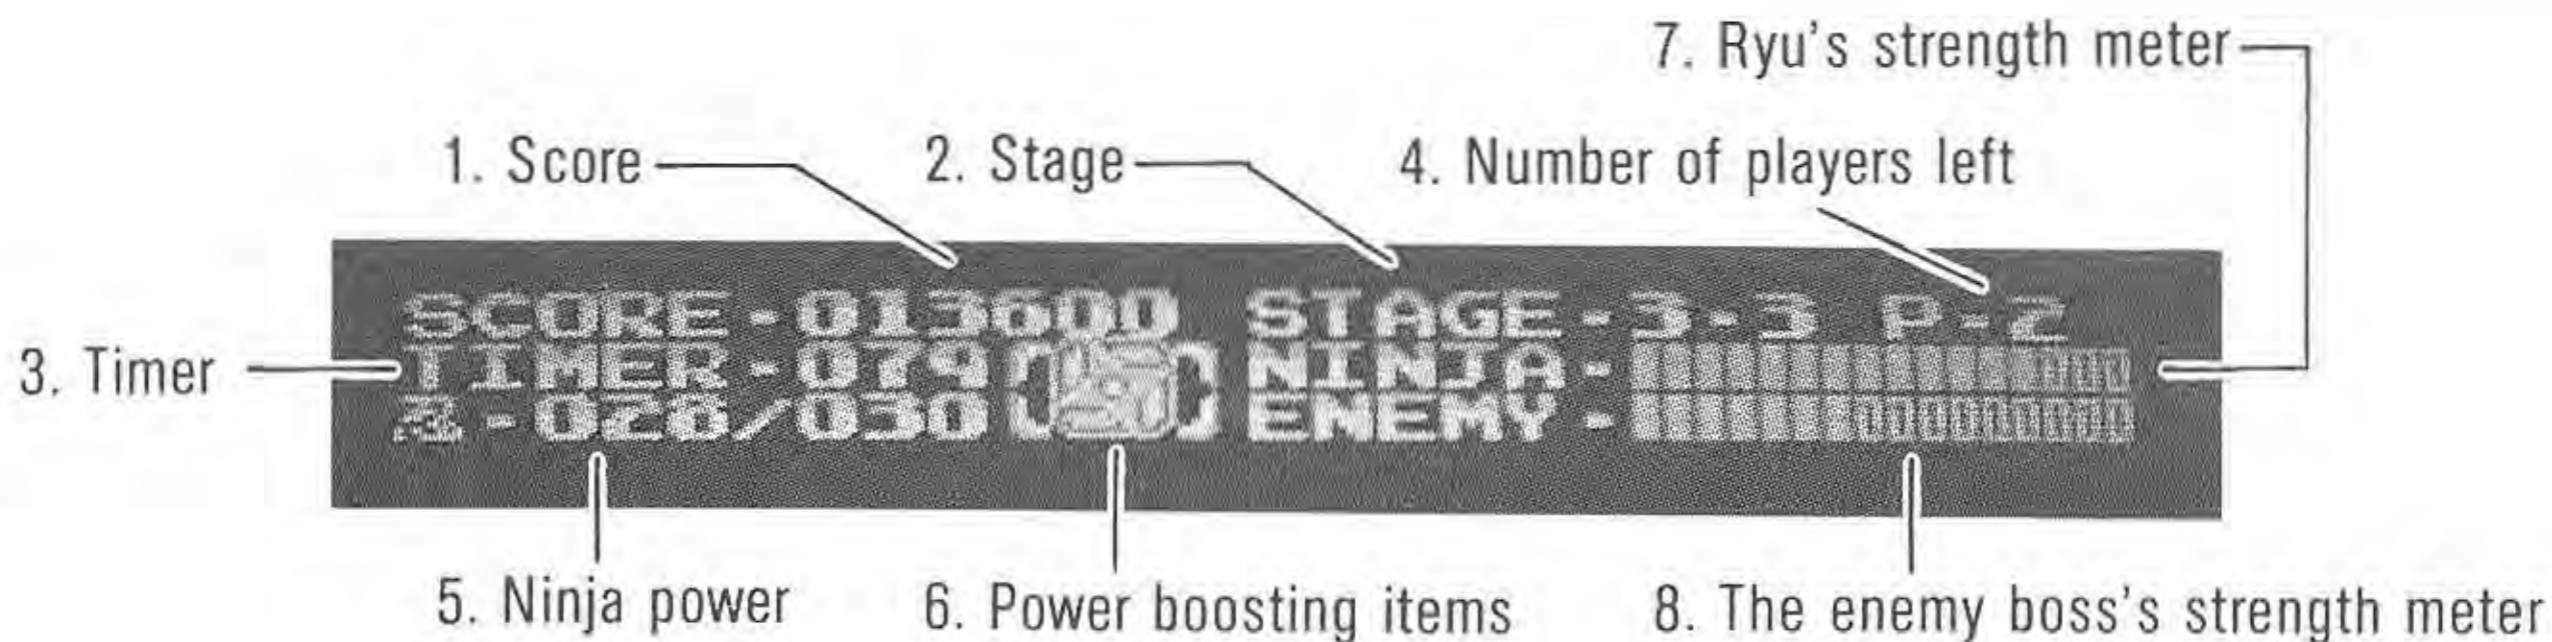 7. Ryu's strength meter
1. Score
2. Stage
4. Number of players left
SCORE-013600 STAGE-3-3 P-2
3. Timer
TIMER-079 NINJA-
-028/030 ENEMY-
5. Ninja power
6. Power boosting items
8. The enemy boss's strength meter